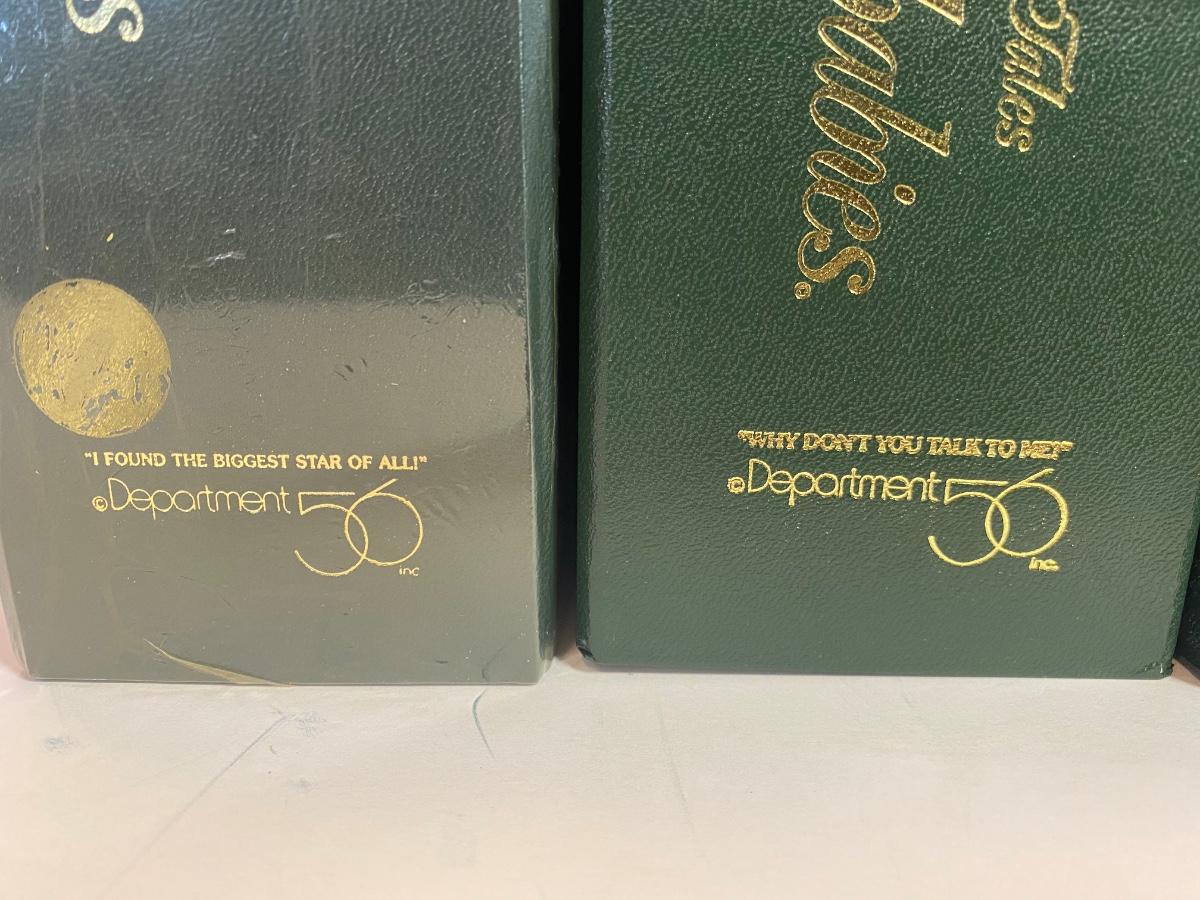 "I FOUND THE BIGGEST STAR OF ALL!"
©Department 56
inc
Tales
babies.©
"WHY DON'T YOU TALK TO ME?"
©Department 56
inc